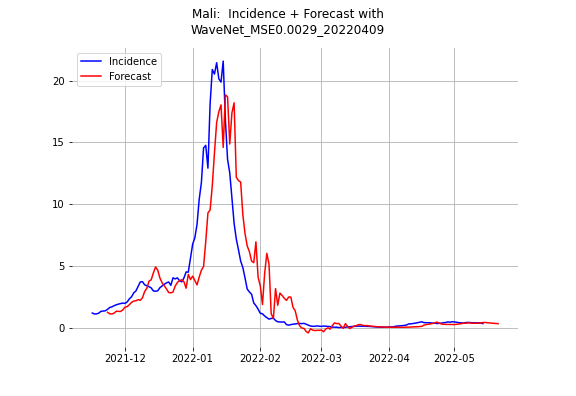 Mali:  Incidence + Forecast with
WaveNet_MSE0.0029_20220409
Incidence
Forecast
20
15
10
5
0
2021-12 2022-01 2022-02 2022-03 2022-04 2022-05